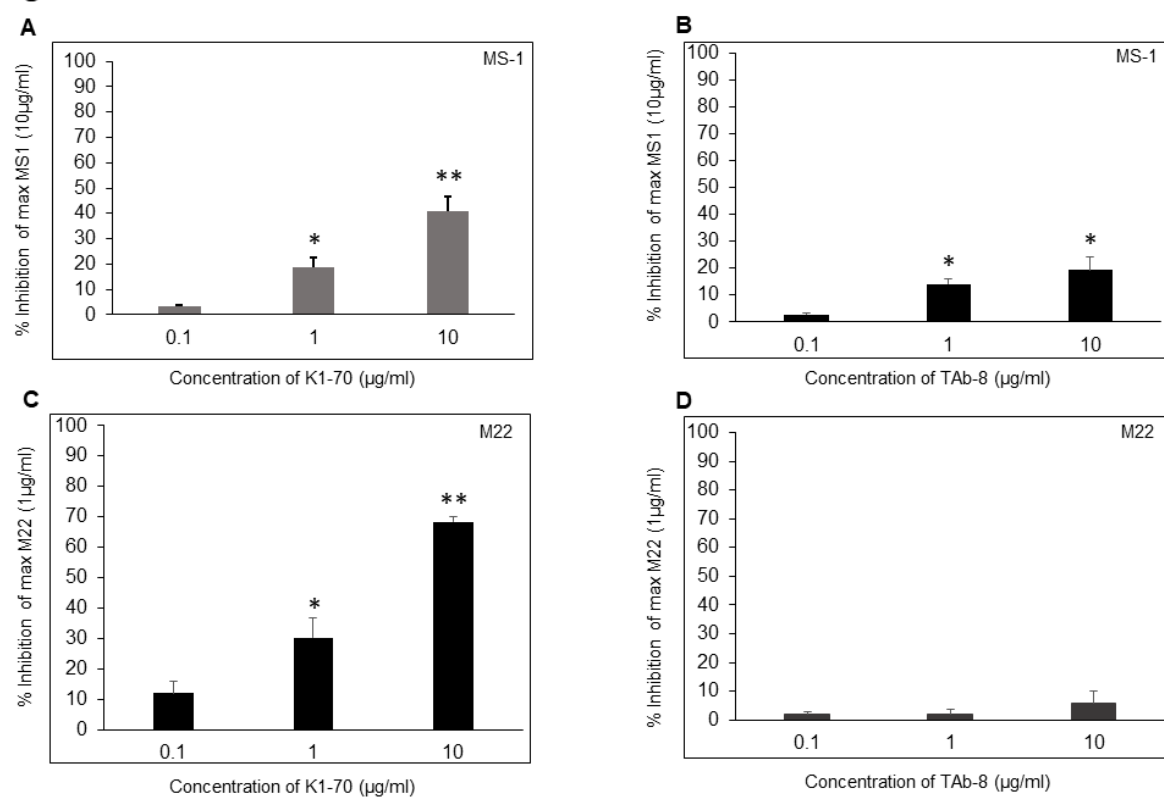 A
% Inhibition of max MS1 (10µg/ml)
100
90
80
70
60
50
40
30
20
10
0
MS-1
*
**
0.1 1 10
Concentration of K1-70 (µg/ml)
B
% Inhibition of max MS1 (10µg/ml)
100
90
80
70
60
50
40
30
20
10
0
MS-1
*
*
0.1 1 10
Concentration of TAb-8 (µg/ml)
C
% Inhibition of max M22 (1µg/ml)
100
90
80
70
60
50
40
30
20
10
0
M22
*
**
0.1 1 10
Concentration of K1-70 (µg/ml)
D
% Inhibition of max M22 (1µg/ml)
100
90
80
70
60
50
40
30
20
10
0
M22
0.1 1 10
Concentration of TAb-8 (µg/ml)